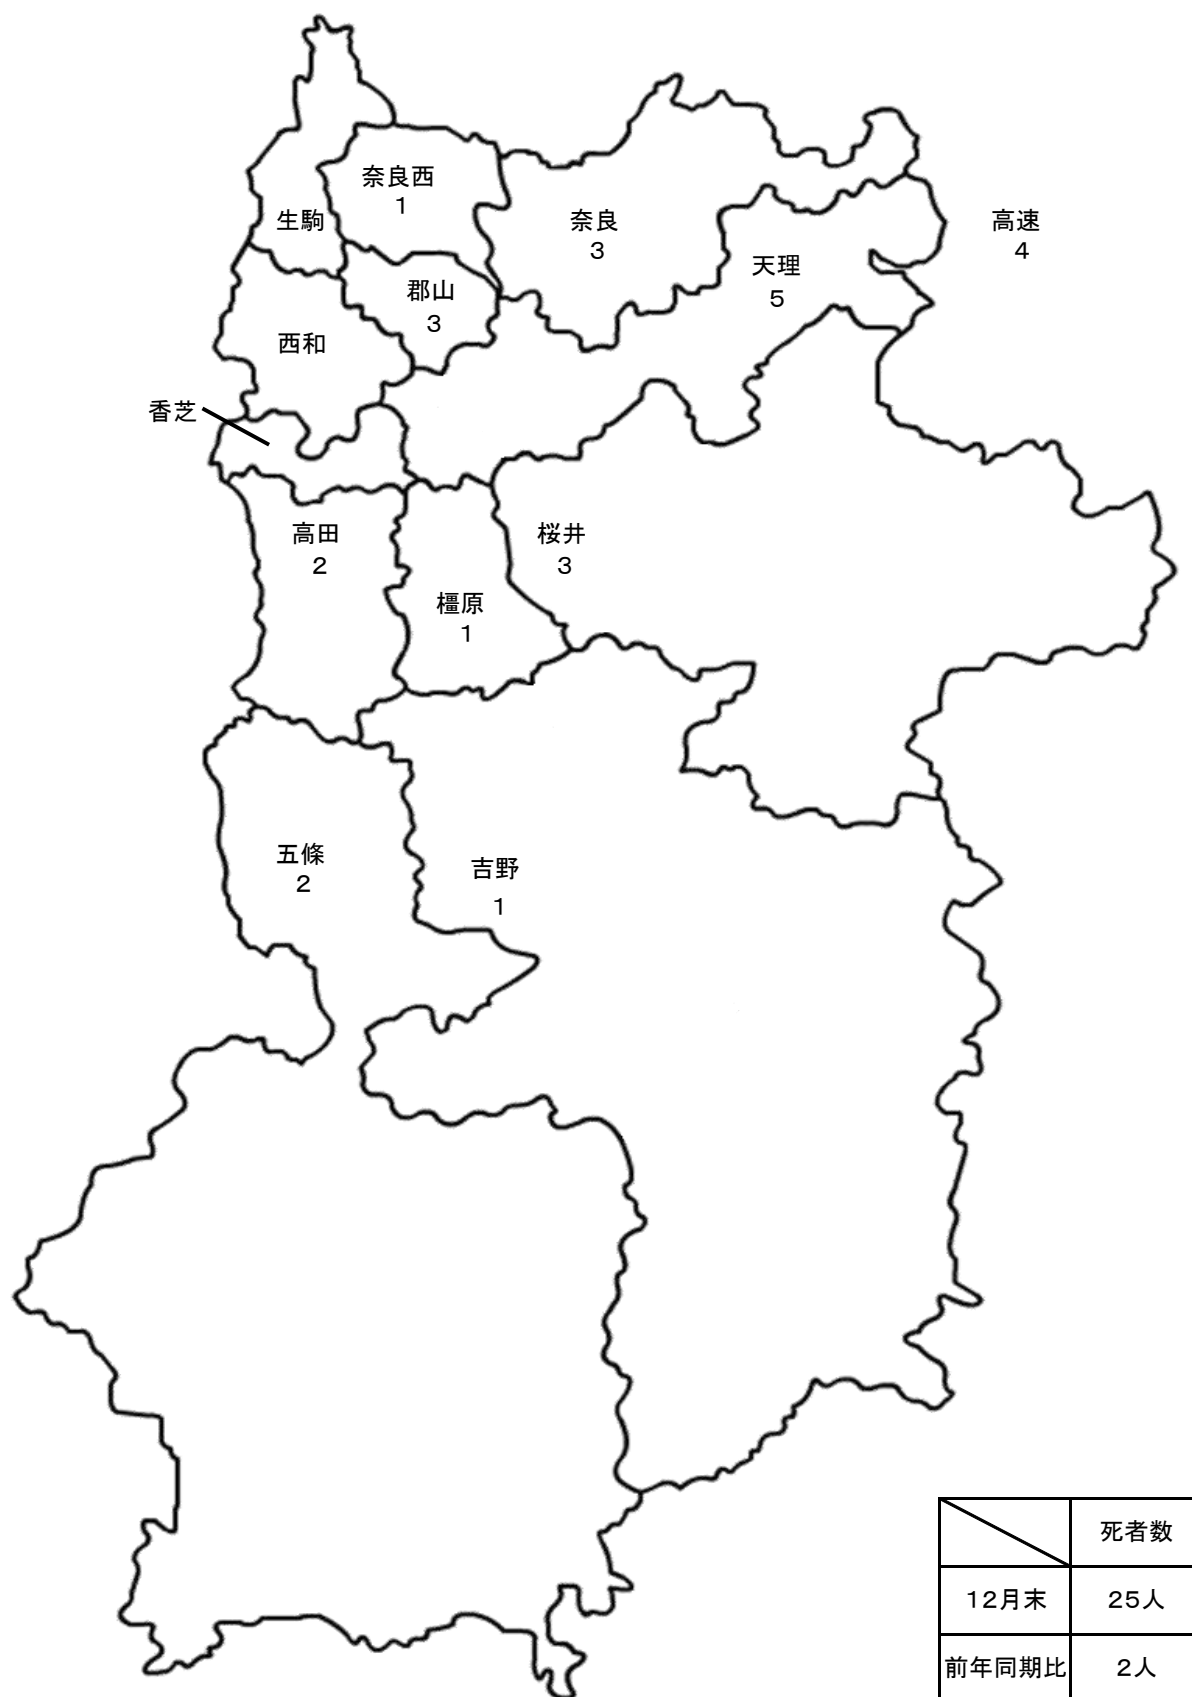 奈良西
1
生駒
奈良
3
高速
4
天理
5
郡山
3
西和
香芝
高田
2
桜井
3
橿原
1
五條
2
吉野
1
死者数
12月末
25人
前年同期比
2人